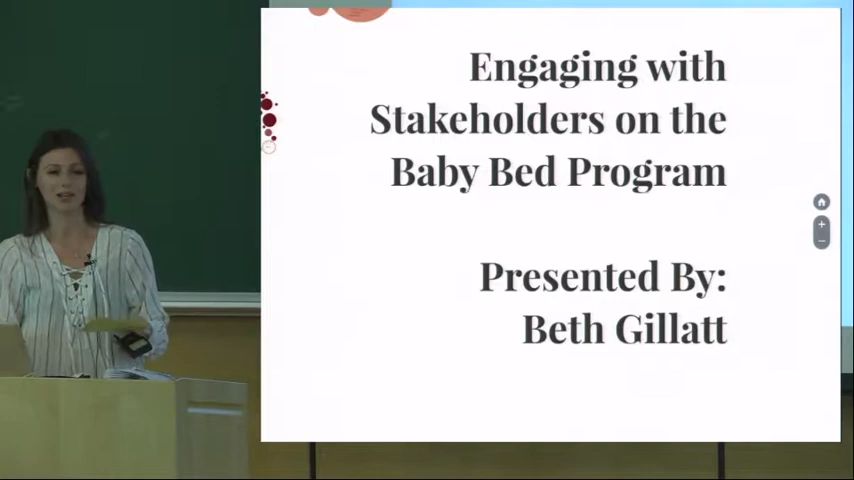 Engaging with
Stakeholders on the
Baby Bed Program
Presented By:
Beth Gillatt